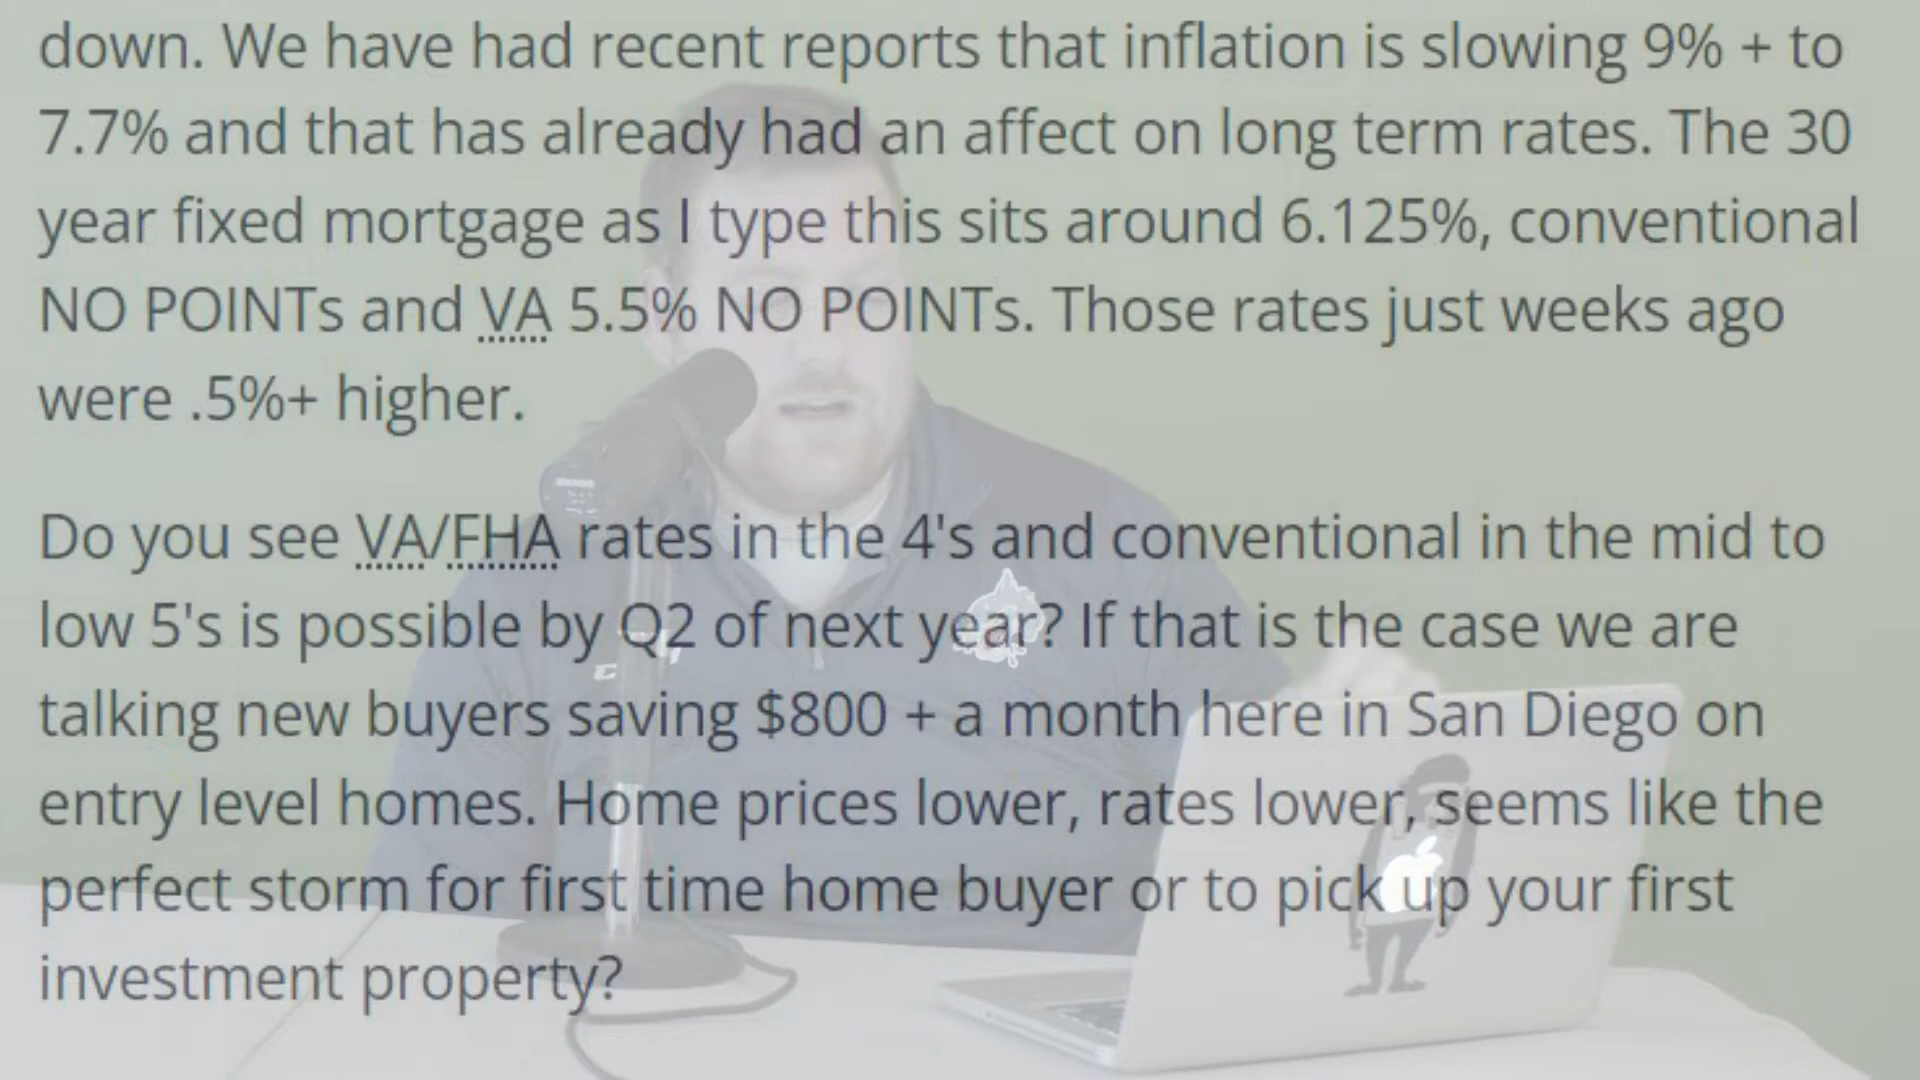 down. We have had recent reports that inflation is slowing 9% + to
7.7% and that has already had an affect on long term rates. The 30
year fixed mortgage as I type this sits around 6.125%, conventional
NO POINTs and VA 5.5% NO POINTs. Those rates just weeks ago
were .5%+ higher.
Do you see VA/FHA rates in the 4's and conventional in the mid to
low 5's is possible by Q2 of next year? If that is the case we are
talking new buyers saving $800 + a month here in San Diego on
entry level homes. Home prices lower, rates lower, seems like the
perfect storm for first time home buyer or to pick up your first
investment property?